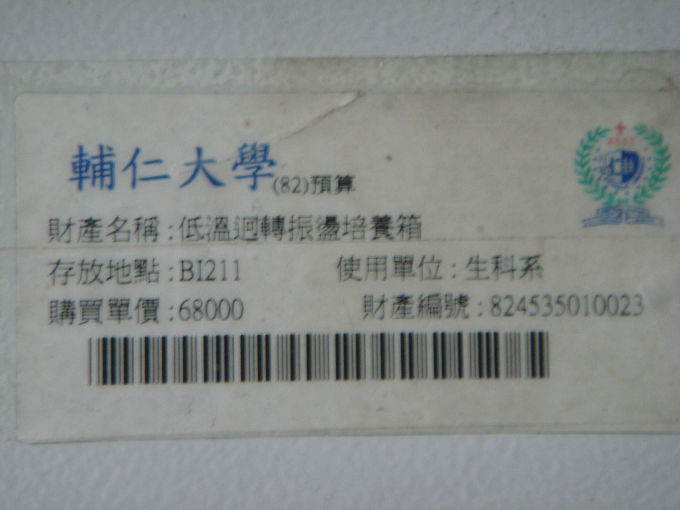 輔仁大學(82)預算
財產名稱:低溫迴轉振盪培養箱
存放地點:BI211 使用單位:生科系
購買單價:68000 財產編號:824535010023